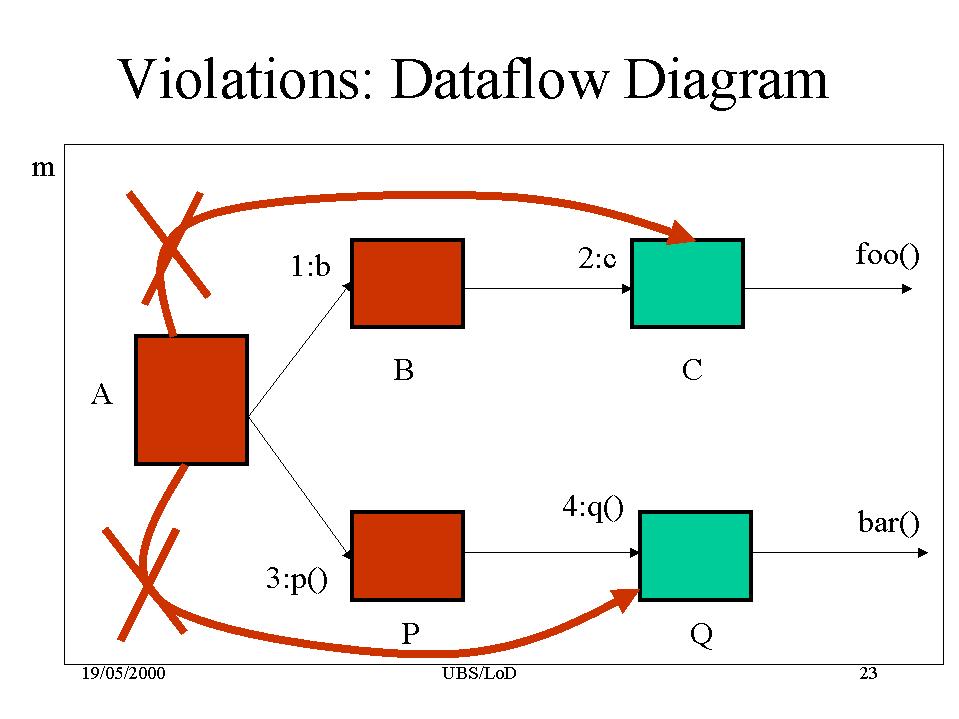 Violations: Dataflow Diagram
m
1:b
2:c
foo()
B
C
A
4:q()
bar()
3:p()
P
Q
19/05/2000
UBS/LoD
23